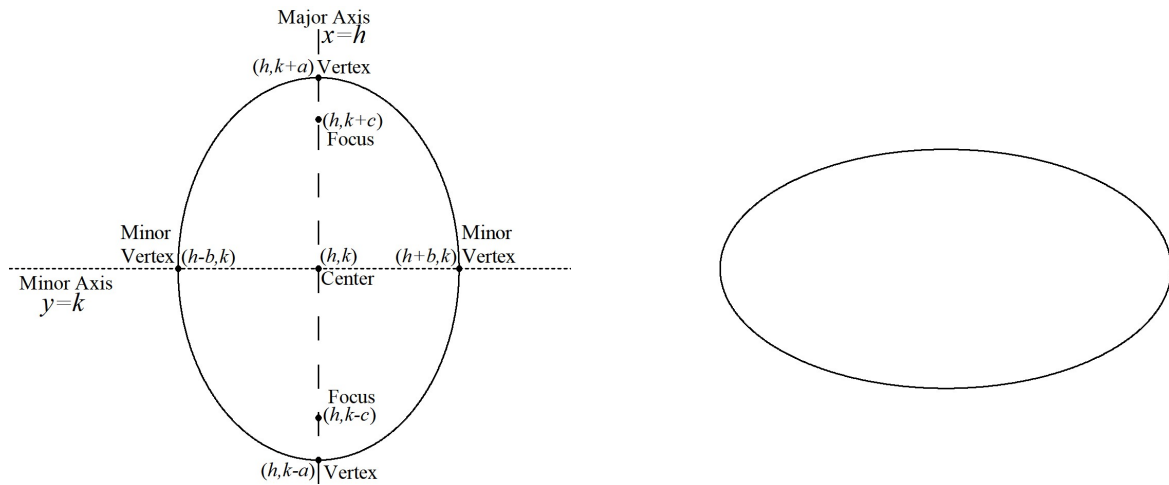 Major Axis
x=h
(h,k+a) Vertex
(h,k+c)
Focus
Minor
Vertex
(h-b,k)
(h,k)
Center
(h+b,k)
Minor
Vertex
Minor Axis
y=k
Focus
(h,k-c)
(h,k-a) Vertex